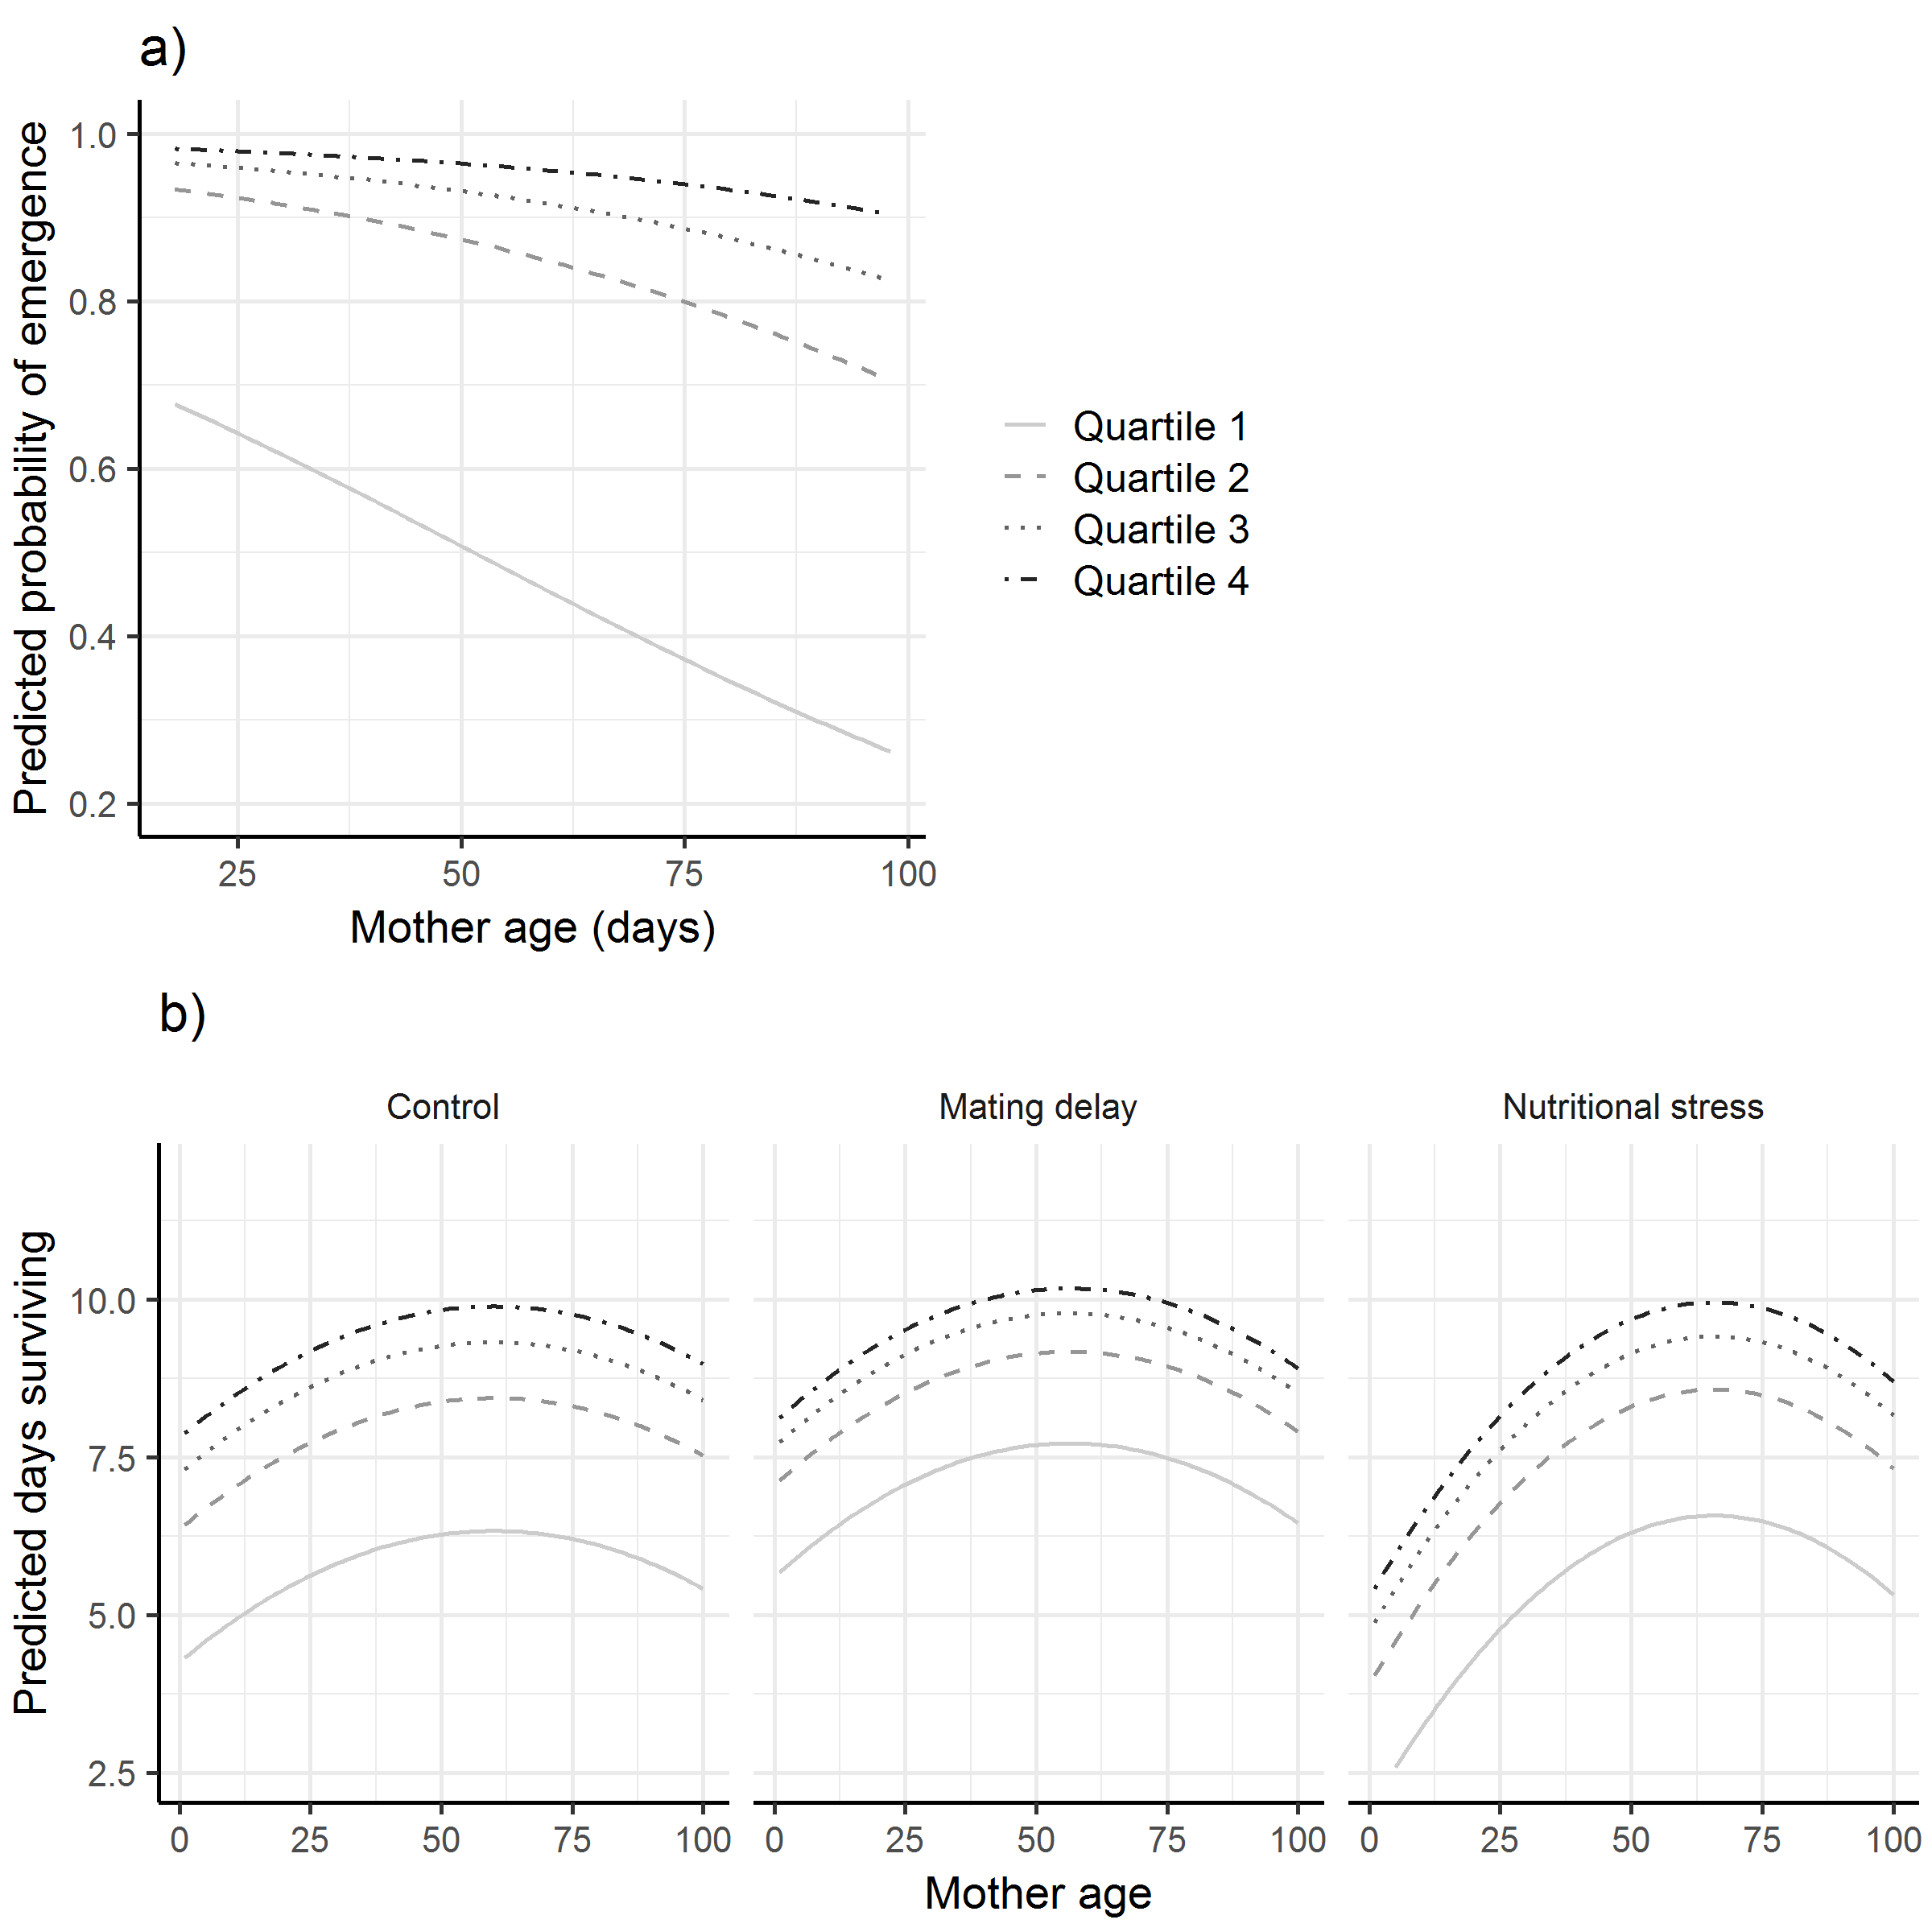 a)
Predicted probability of emergence
1.0
0.8
0.6
0.4
0.2
25 50 75 100
Mother age (days)
Quartile 1
Quartile 2
Quartile 3
Quartile 4
b)
Control Mating delay Nutritional stress
Predicted days surviving
10.0
7.5
5.0
2.5
0 25 50 75 100 0 25 50 75 100 0 25 50 75 100
Mother age